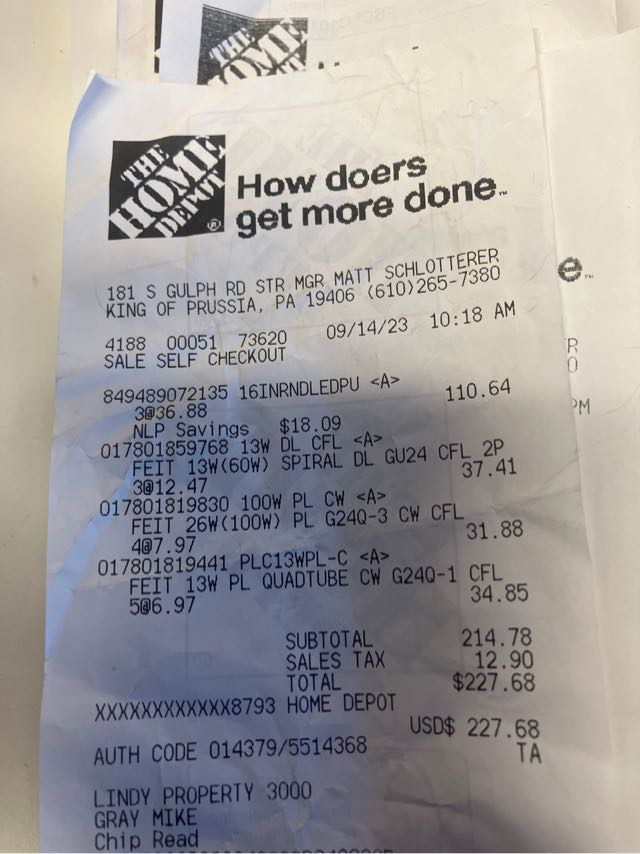 THE
HOME
THE
HOME
DEPOT
®
How doers
get more done.™
e.™
181 S GULPH RD STR MGR MATT SCHLOTTERER
KING OF PRUSSIA, PA 19406 (610)265-7380
4188 00051 73620 09/14/23 10:18 AM
SALE SELF CHECKOUT
R
0
PM
849489072135 16INRNDLEDPU <A> 110.64
3@36.88
NLP Savings $18.09
017801859768 13W DL CFL <A>
FEIT 13W(60W) SPIRAL DL GU24 CFL 2P
3@12.47 37.41
017801819830 100W PL CW <A>
FEIT 26W(100W) PL G24Q-3 CW CFL
4@7.97 31.88
017801819441 PLC13WPL-C <A>
FEIT 13W PL QUADTUBE CW G24Q-1 CFL
5@6.97 34.85
SUBTOTAL 214.78
SALES TAX 12.90
TOTAL $227.68
XXXXXXXXXXXX8793 HOME DEPOT
USD$ 227.68
AUTH CODE 014379/5514368 TA
LINDY PROPERTY 3000
GRAY MIKE
Chip Read